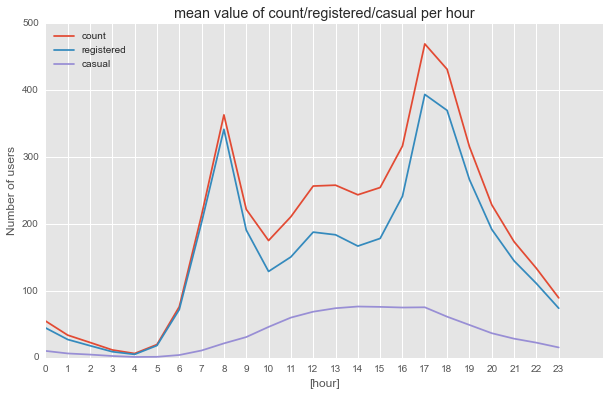 mean value of count/registered/casual per hour
count
registered
casual
500
400
300
200
100
0
Number of users
0 1 2 3 4 5 6 7 8 9 10 11 12 13 14 15 16 17 18 19 20 21 22 23
[hour]